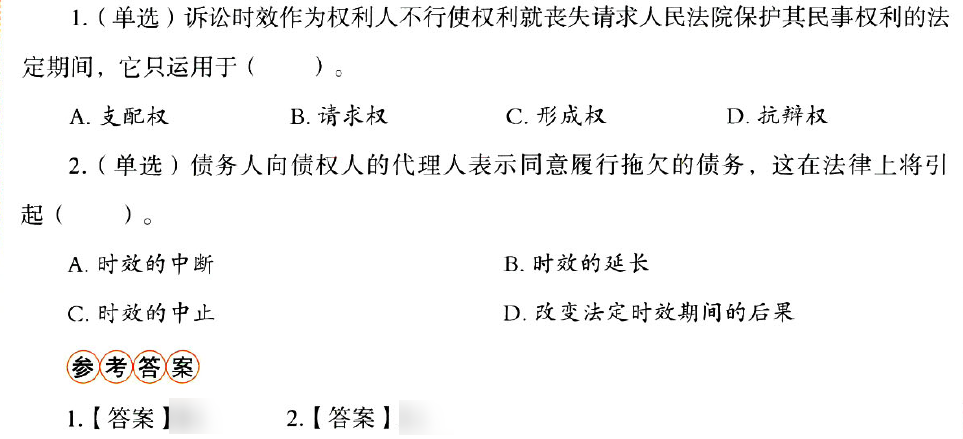 1.（单选）诉讼时效作为权利人不行使权利就丧失请求人民法院保护其民事权利的法
定期间，它只运用于（　　）。
A. 支配权　B. 请求权　C. 形成权　D. 抗辩权
2.（单选）债务人向债权人的代理人表示同意履行拖欠的债务，这在法律上将引
起（　　）。
A. 时效的中断　B. 时效的延长
C. 时效的中止　D. 改变法定时效期间的后果
参考答案
1.【答案】　2.【答案】